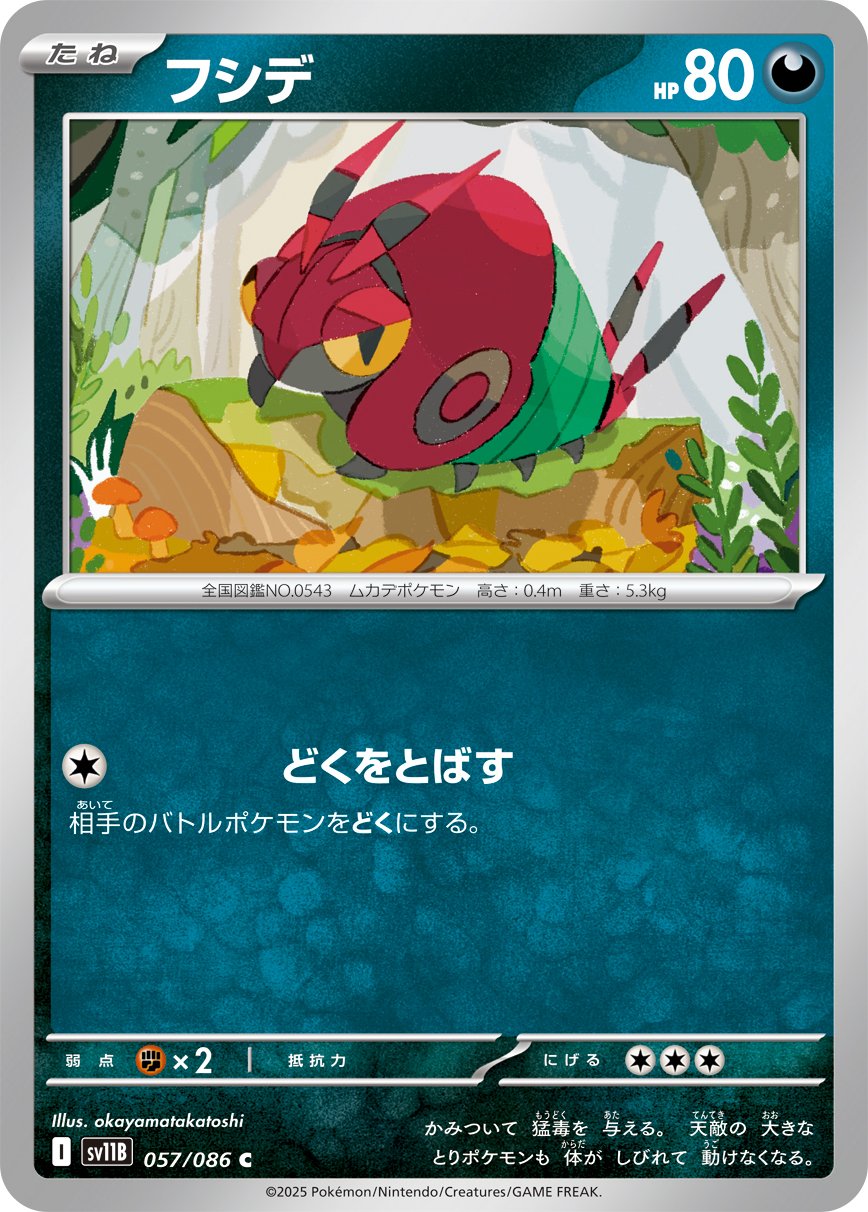 たね
フシデ
HP 80
全国図鑑NO.0543 ムカデポケモン 高さ:0.4m 重さ:5.3kg
どくをとばす
あいて
相手のバトルポケモンをどくにする。
弱点 ×2 抵抗力 にげる
Illus. okayamatakatoshi
もうどく あた てんてき おお
かみついて 猛毒を 与える。 天敵の 大きな
からだ うご
とりポケモンも 体が しびれて 動けなくなる。
I sv11B 057/086 C
©2025 Pokémon/Nintendo/Creatures/GAME FREAK.